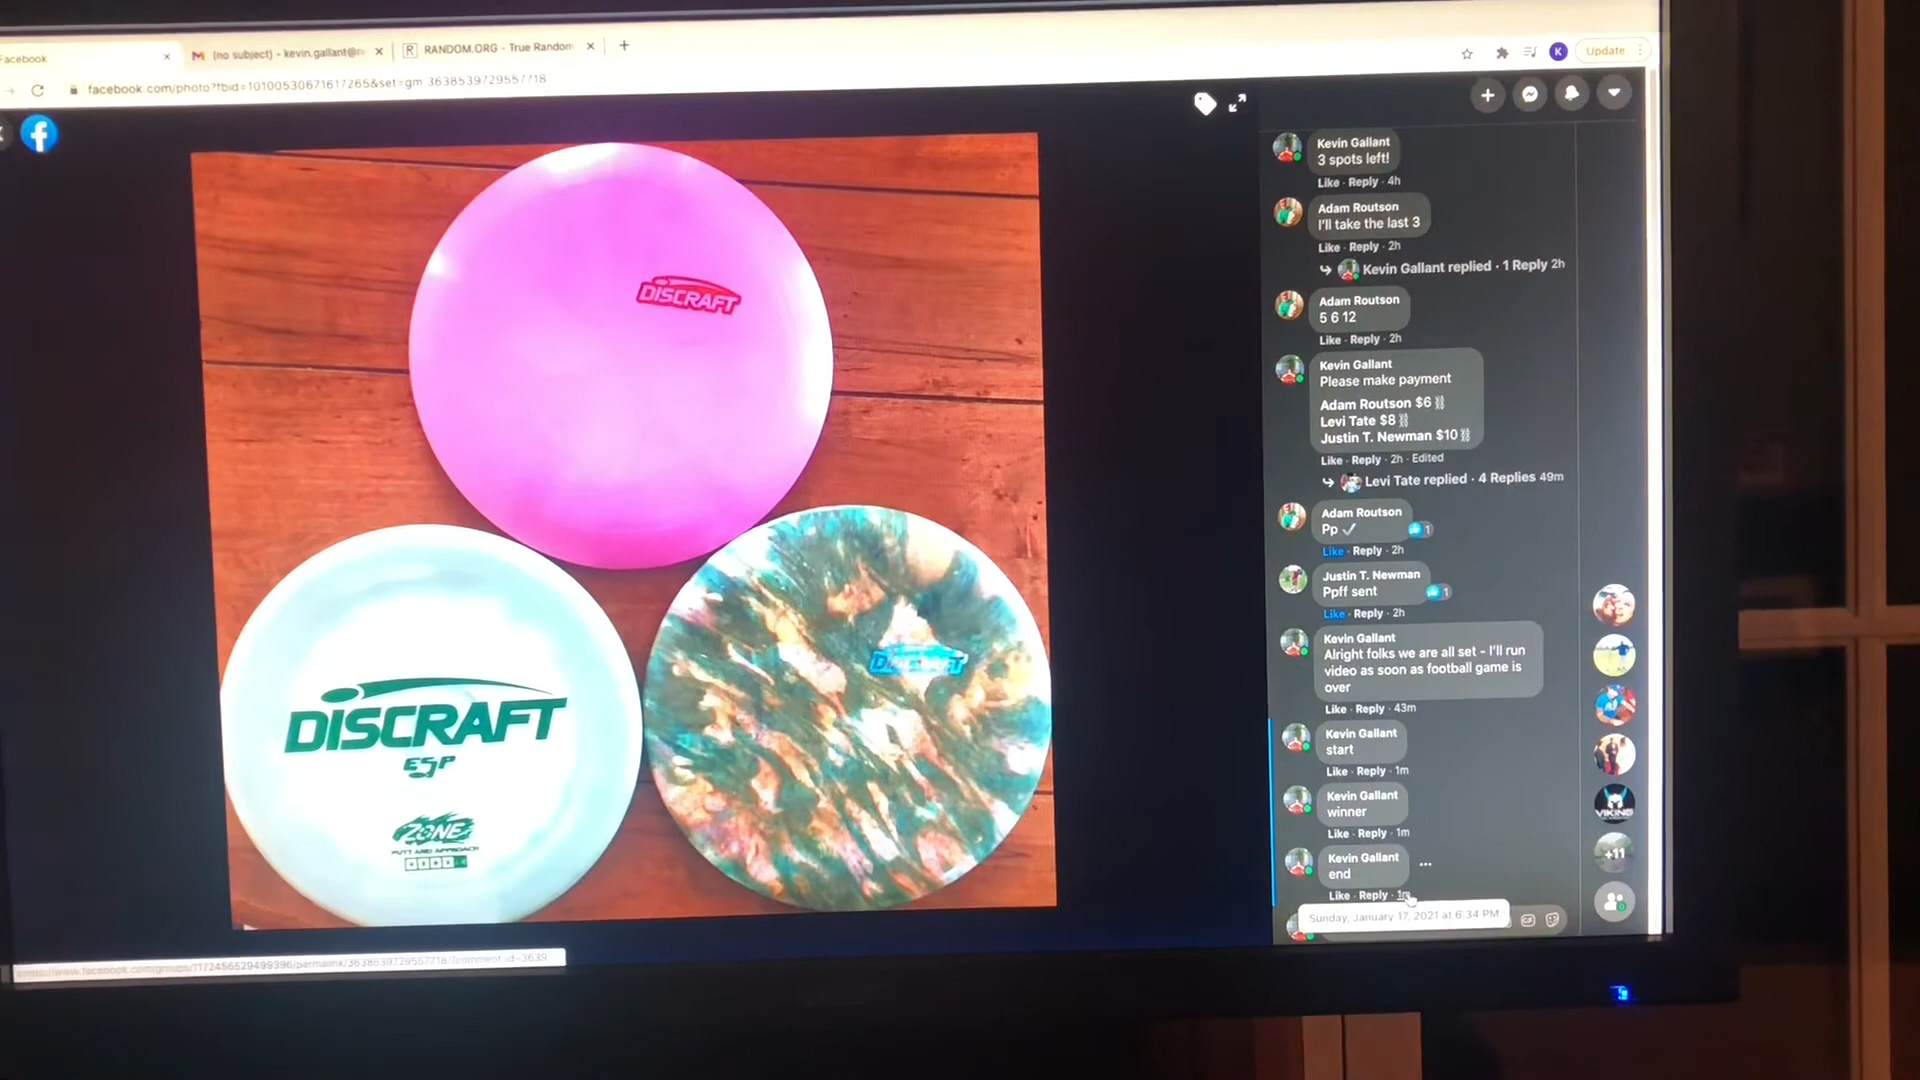 Facebook
(no subject) - kevin.gallant@
RANDOM.ORG - True Random
Update
K
facebook.com/photo?fbid=10100530671617265&set=gm.3638539729557718
DISCRAFT
DISCRAFT
ESP
ZONE
PUTT AND APPROACH
DISCRAFT
Kevin Gallant
3 spots left!
Like · Reply · 4h
Adam Routson
I'll take the last 3
Like · Reply · 2h
Kevin Gallant replied · 1 Reply 2h
Adam Routson
5 6 12
Like · Reply · 2h
Kevin Gallant
Please make payment
Adam Routson $6
Levi Tate $8
Justin T. Newman $10
Like · Reply · 2h · Edited
Levi Tate replied · 4 Replies 49m
Adam Routson
Pp ✓
1
Like · Reply · 2h
Justin T. Newman
Ppff sent
1
Like · Reply · 2h
Kevin Gallant
Alright folks we are all set - I'll run
video as soon as football game is
over
Like · Reply · 43m
Kevin Gallant
start
Like · Reply · 1m
Kevin Gallant
winner
Like · Reply · 1m
Kevin Gallant
end
Like · Reply · 1m
Sunday, January 17, 2021 at 6:34 PM
GIF
VIKING
+11